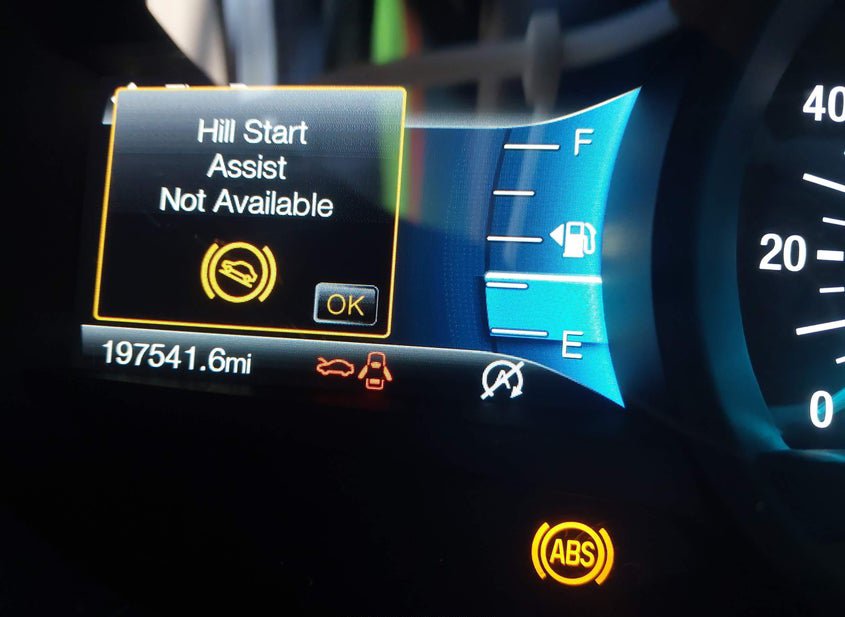 Hill Start
Assist
Not Available
OK
197541.6mi
F
E
40
20
0
A
ABS